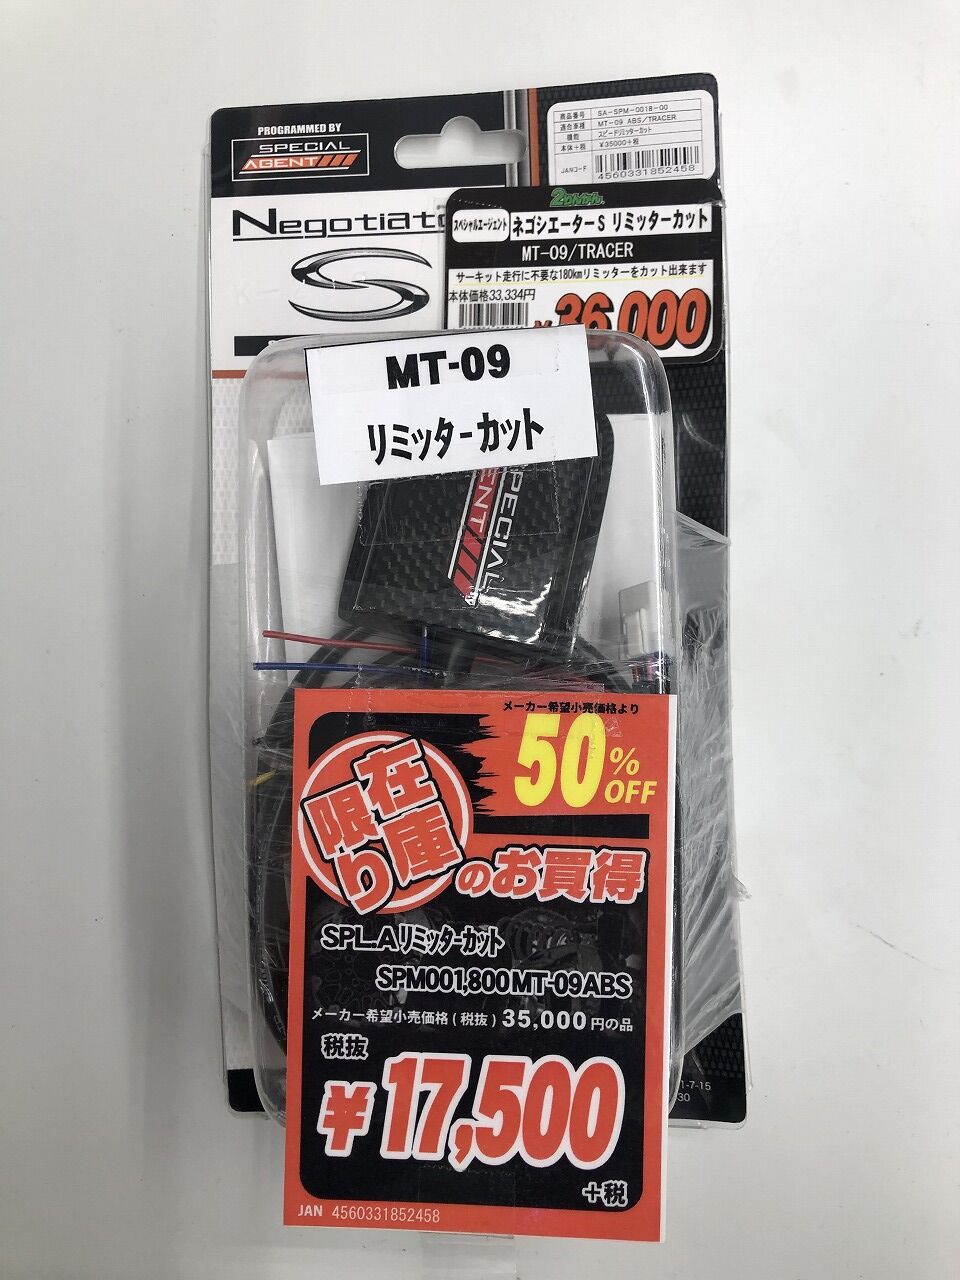 PROGRAMMED BY
SPECIAL
AGENT
商品番号 SA-SPM-0018-00
適合車種 MT-09 ABS/TRACER
機能 スピードリミッターカット
本体+税 ¥35000+税
JANコード
4560331852458
Negotiato
2りんかん
スペシャルエージェント ネゴシエーターS リミッターカット
MT-09/TRACER
サーキット走行に不要な180kmリミッターをカット出来ます
本体価格33,334円
¥36,000
MT-09
リミッターカット
SPECIAL
ENT
メーカー希望小売価格より
50%
OFF
在庫
限り
のお買得
SPL.Aリミッターカット
SPM001,800MT-09ABS
メーカー希望小売価格(税抜)35,000円の品
税抜
¥17,500
+税
JAN 4560331852458
1-7-15
30